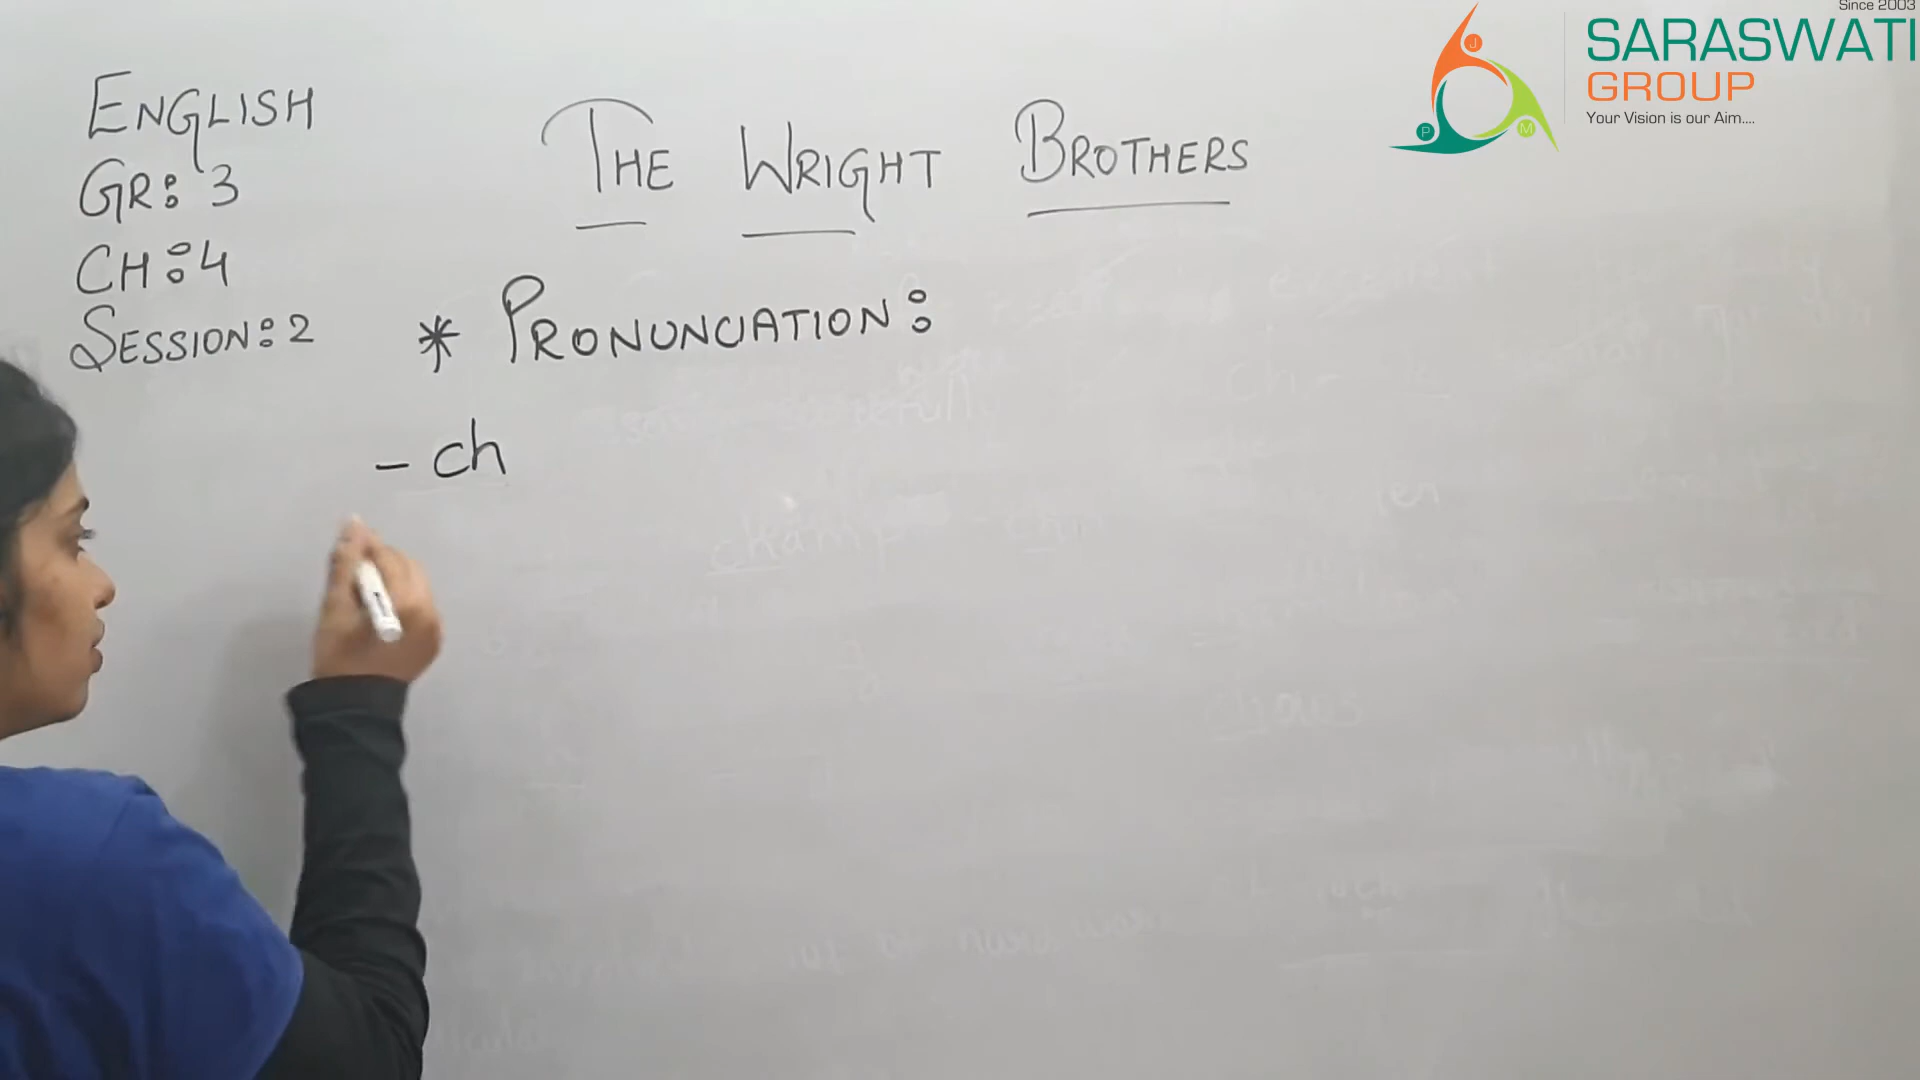 Since 2003
SARASWATI
GROUP
Your Vision is our Aim....
J
P
M
ENGLISH
GR: 3
CH: 4
SESSION: 2
THE WRIGHT BROTHERS
* PRONUNCIATION:
- ch